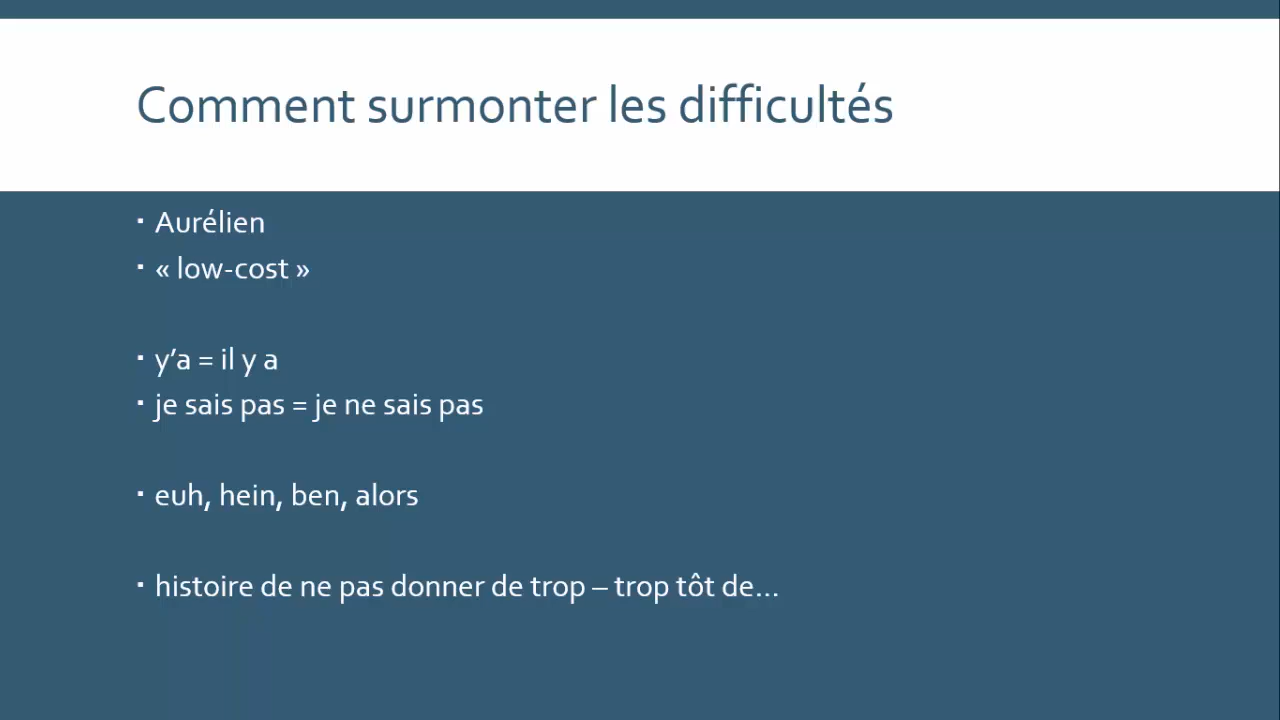 Comment surmonter les difficultés
▪ Aurélien
▪ « low-cost »
▪ y’a = il y a
▪ je sais pas = je ne sais pas
▪ euh, hein, ben, alors
▪ histoire de ne pas donner de trop – trop tôt de…